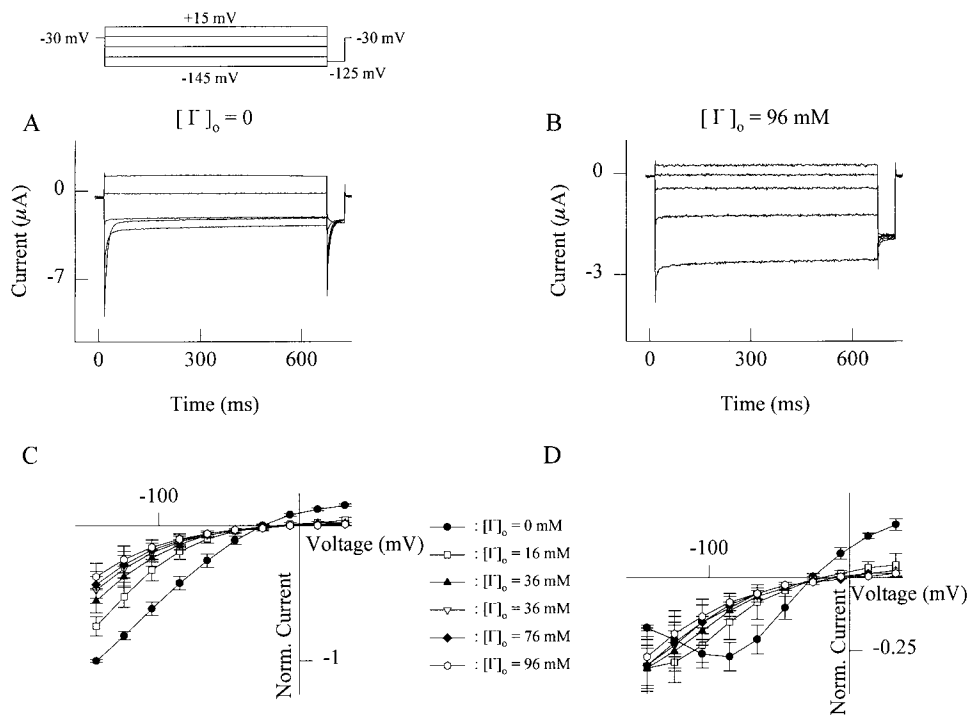 +15 mV
-30 mV
-30 mV
-145 mV
-125 mV
A
[ I⁻ ]ₒ = 0
B
[ I⁻ ]ₒ = 96 mM
0
-7
Current (µA)
0
300
600
Time (ms)
0
-3
Current (µA)
0
300
600
Time (ms)
C
-100
Voltage (mV)
-1
Norm. Current
: [I⁻]ₒ = 0 mM
: [I⁻]ₒ = 16 mM
: [I⁻]ₒ = 36 mM
: [I⁻]ₒ = 36 mM
: [I⁻]ₒ = 76 mM
: [I⁻]ₒ = 96 mM
D
-100
Voltage (mV)
-0.25
Norm. Current